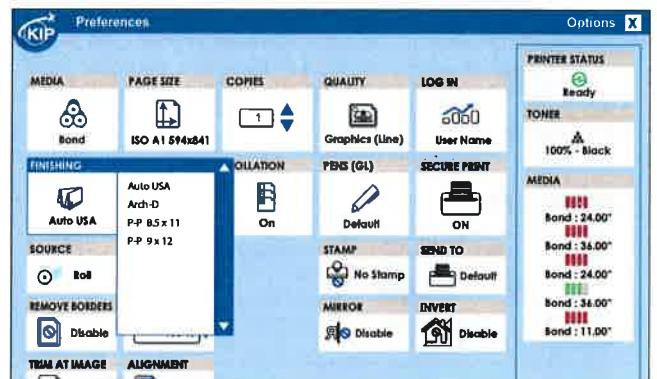 KIP
Preferences
Options X
MEDIA
PAGE SIZE
COPIES
QUALITY
LOG IN
PRINTER STATUS
Ready
Bond
ISO A1 594x841
1
Graphics (Line)
User Name
TONER
100% - Black
FINISHING
OLLATION
PENS (GL)
SECURE PRINT
MEDIA
Auto USA
Auto USA
Arch-D
P-P 8.5 x 11
P-P 9 x 12
On
Default
ON
Bond : 24.00"
Bond : 36.00"
Bond : 24.00"
Bond : 36.00"
Bond : 11.00"
SOURCE
STAMP
SEND TO
Roll
No Stamp
Default
REMOVE BORDERS
MIRROR
INVERT
Disable
Disable
Disable
TRIM AT IMAGE
ALIGNMENT